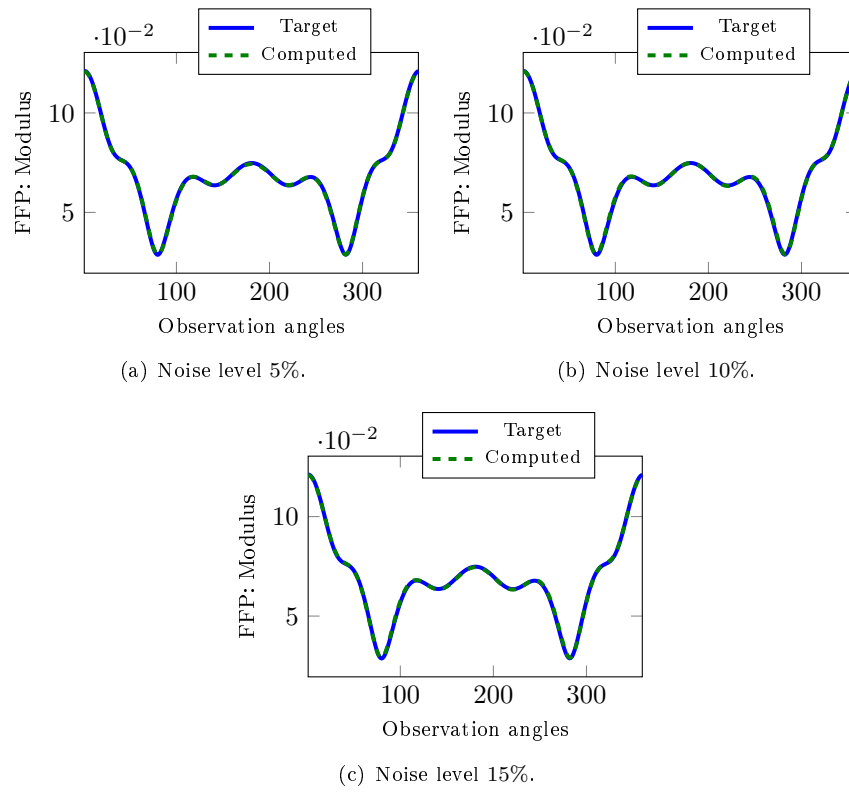 ·10−2
Target
Computed
10
5
FFP: Modulus
100 200 300
Observation angles
(a) Noise level 5%.
·10−2
Target
Computed
10
5
FFP: Modulus
100 200 300
Observation angles
(b) Noise level 10%.
·10−2
Target
Computed
10
5
FFP: Modulus
100 200 300
Observation angles
(c) Noise level 15%.